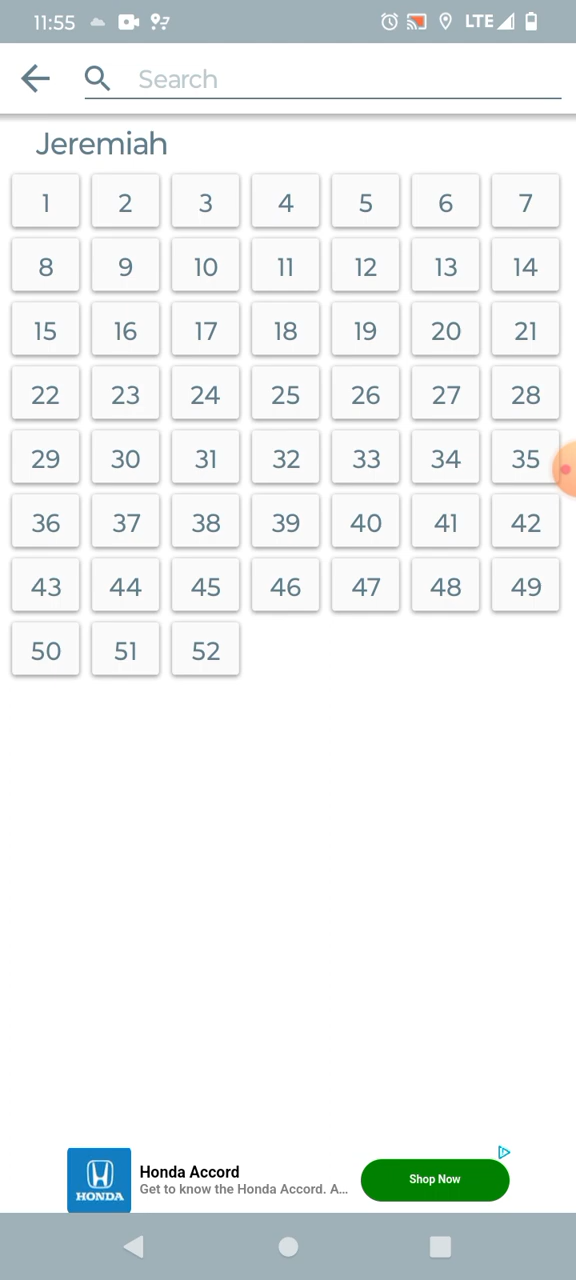 11:55 LTE
Search
Jeremiah
1 2 3 4 5 6 7
8 9 10 11 12 13 14
15 16 17 18 19 20 21
22 23 24 25 26 27 28
29 30 31 32 33 34 35
36 37 38 39 40 41 42
43 44 45 46 47 48 49
50 51 52
Honda Accord
Get to know the Honda Accord. A...
Shop Now
HONDA